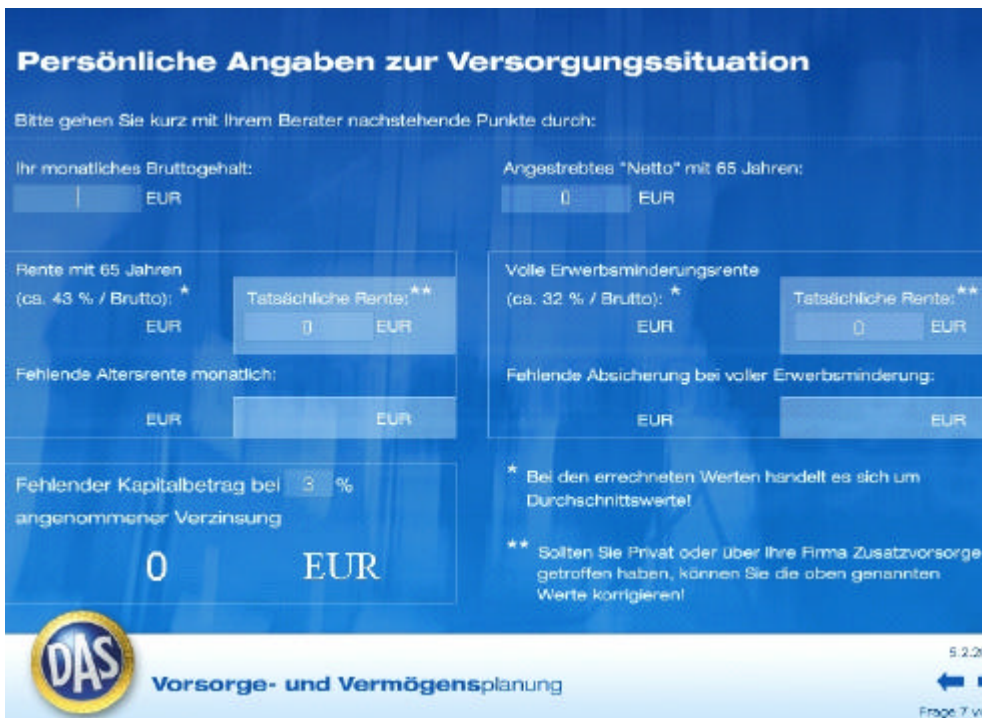 Persönliche Angaben zur Versorgungssituation
Bitte gehen Sie kurz mit Ihrem Berater nachstehende Punkte durch:
Ihr monatliches Bruttogehalt:
EUR
Angestrebtes "Netto" mit 65 Jahren:
0 EUR
Rente mit 65 Jahren
(ca. 43 % / Brutto): *
EUR
Tatsächliche Rente:**
0 EUR
Fehlende Altersrente monatlich:
EUR EUR
Volle Erwerbsminderungsrente
(ca. 32 % / Brutto): *
EUR
Tatsächliche Rente:**
0 EUR
Fehlende Absicherung bei voller Erwerbsminderung:
EUR EUR
Fehlender Kapitalbetrag bei 3 %
angenommener Verzinsung
0 EUR
* Bei den errechneten Werten handelt es sich um
Durchschnittswerte!
** Sollten Sie Privat oder über Ihre Firma Zusatzvorsorge
getroffen haben, können Sie die oben genannten
Werte korrigieren!
DAS
Vorsorge- und Vermögensplanung
5.2.2
Frage 7